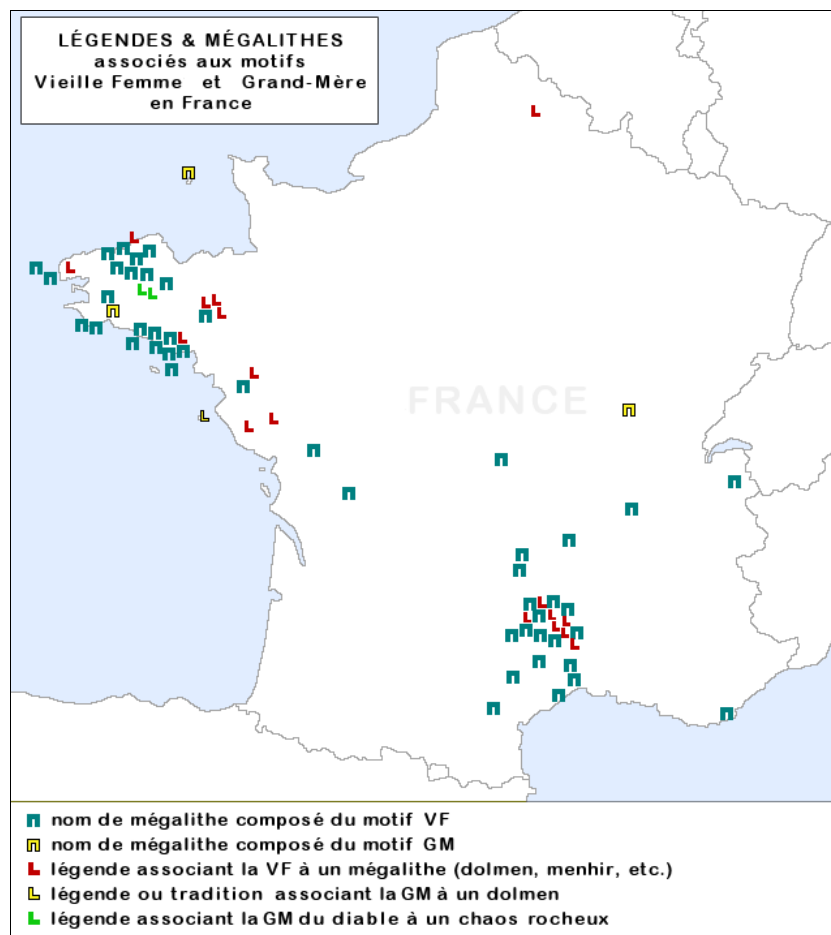 LÉGENDES & MÉGALITHES
associés aux motifs
Vieille Femme et Grand-Mère
en France
FRANCE
nom de mégalithe composé du motif VF
nom de mégalithe composé du motif GM
légende associant la VF à un mégalithe (dolmen, menhir, etc.)
légende ou tradition associant la GM à un dolmen
légende associant la GM du diable à un chaos rocheux